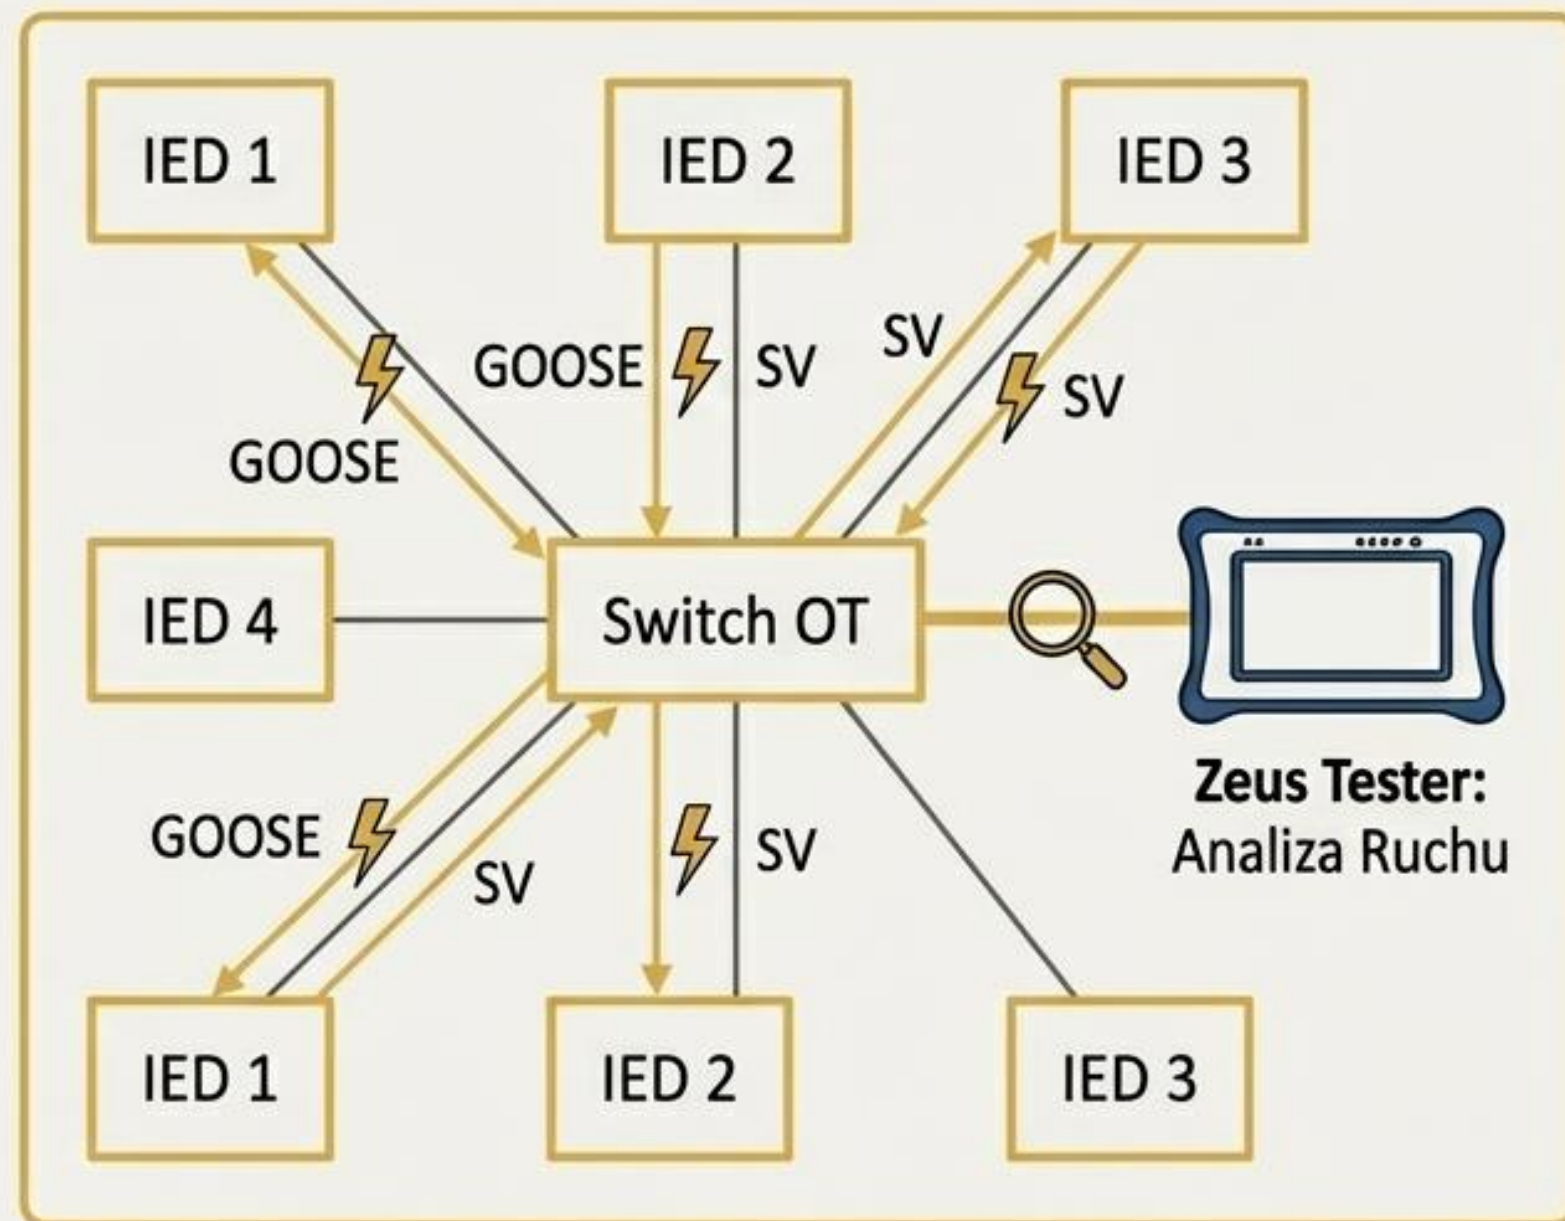 IED 1
IED 2
IED 3
GOOSE
GOOSE
SV
SV
SV
IED 4
Switch OT
Zeus Tester:
Analiza Ruchu
GOOSE
SV
SV
IED 1
IED 2
IED 3